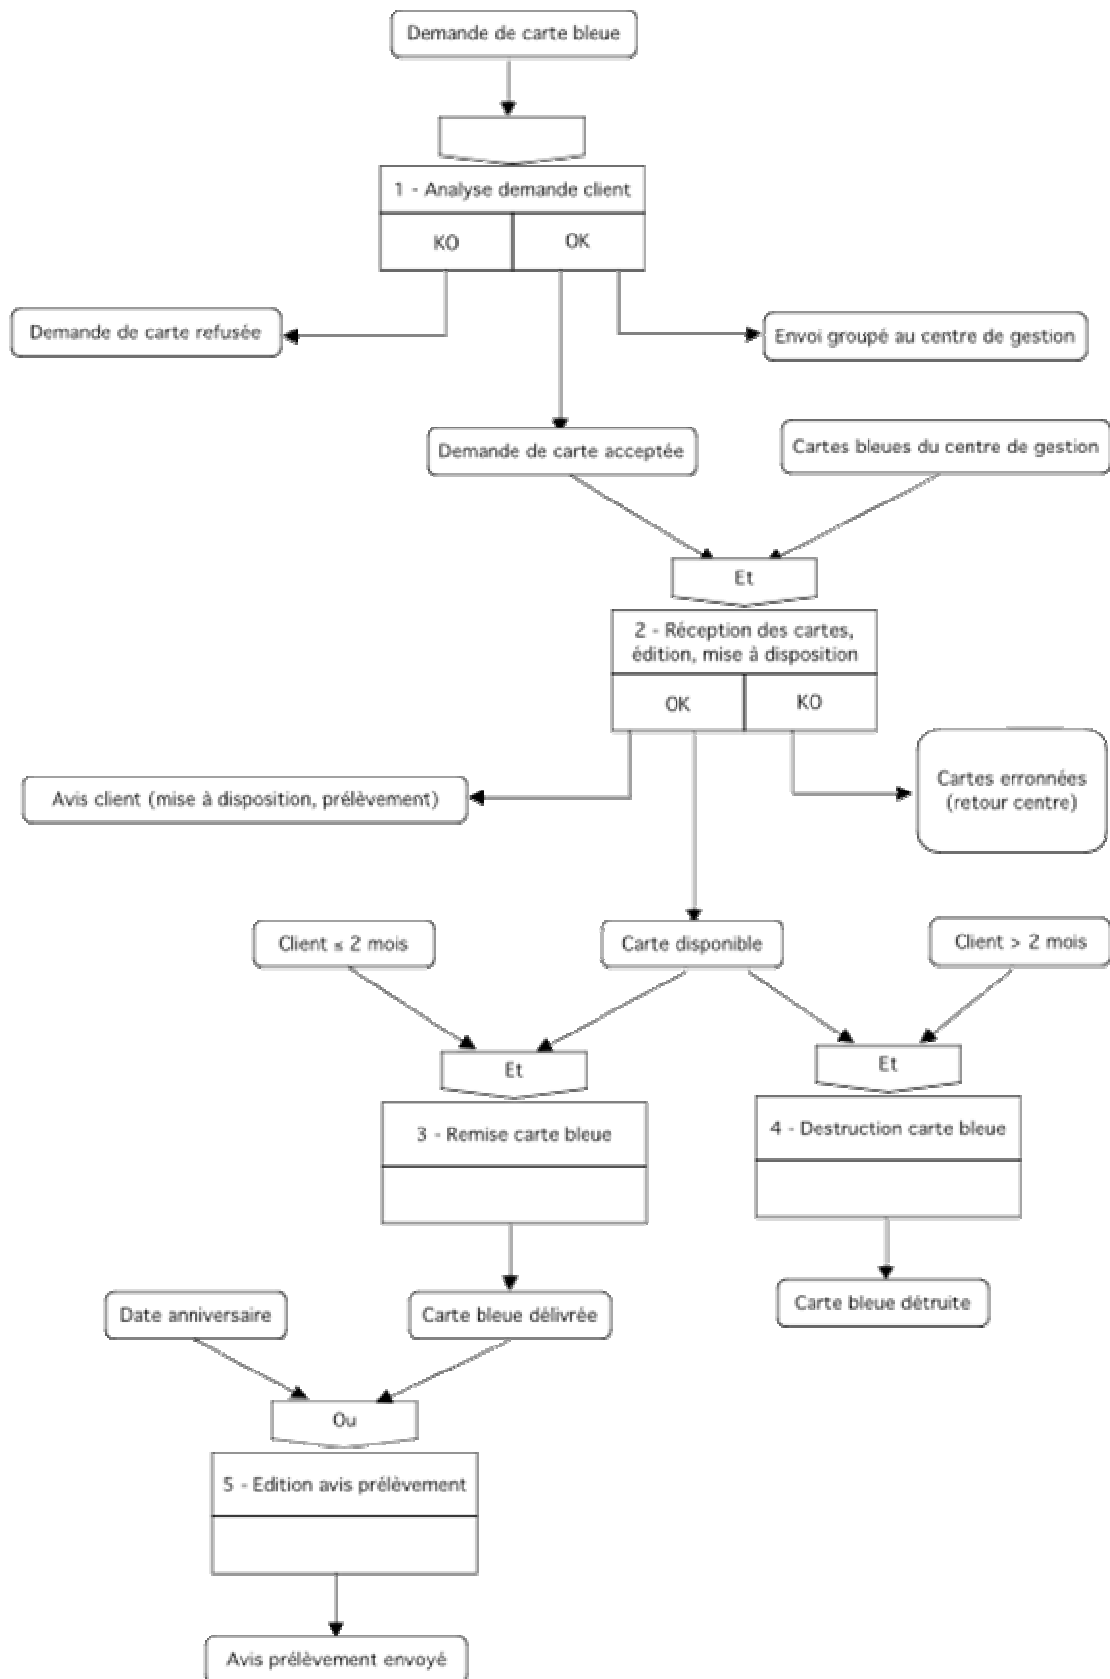 Demande de carte bleue
1 - Analyse demande client
KO
OK
Demande de carte refusée
Envoi groupé au centre de gestion
Demande de carte acceptée
Cartes bleues du centre de gestion
Et
2 - Réception des cartes,
édition, mise à disposition
OK
KO
Avis client (mise à disposition, prélèvement)
Cartes erronnées
(retour centre)
Client ≤ 2 mois
Carte disponible
Client > 2 mois
Et
Et
3 - Remise carte bleue
4 - Destruction carte bleue
Date anniversaire
Carte bleue délivrée
Carte bleue détruite
Ou
5 - Edition avis prélèvement
Avis prélèvement envoyé